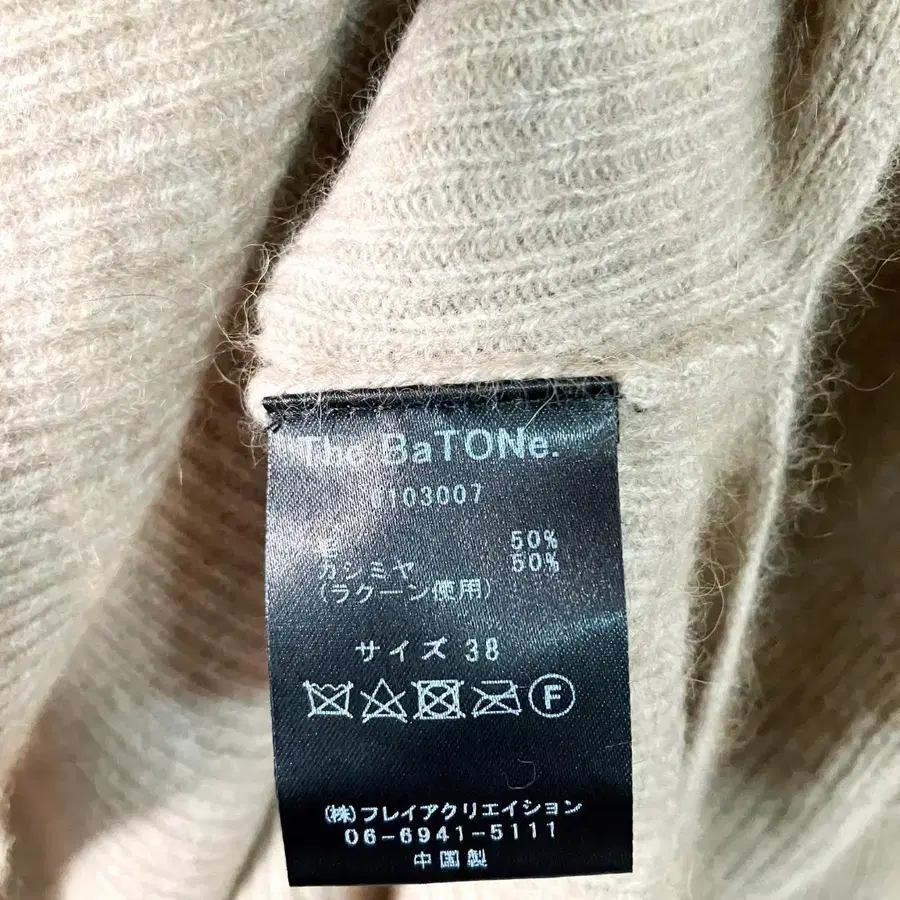 The BaTONe.
103007
毛 50%
カシミヤ 50%
(ラクーン使用)
サイズ 38
F
(株)フレイアクリエイション
06-6941-5111
中国製